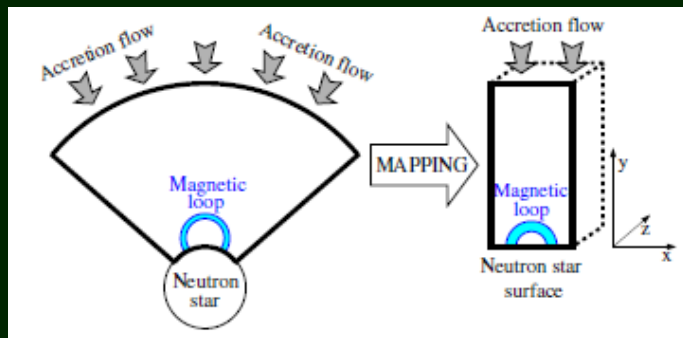 Accretion flow
Accretion flow
Magnetic
loop
Neutron
star
MAPPING
Accretion flow
Magnetic
loop
y
z
x
Neutron star
surface